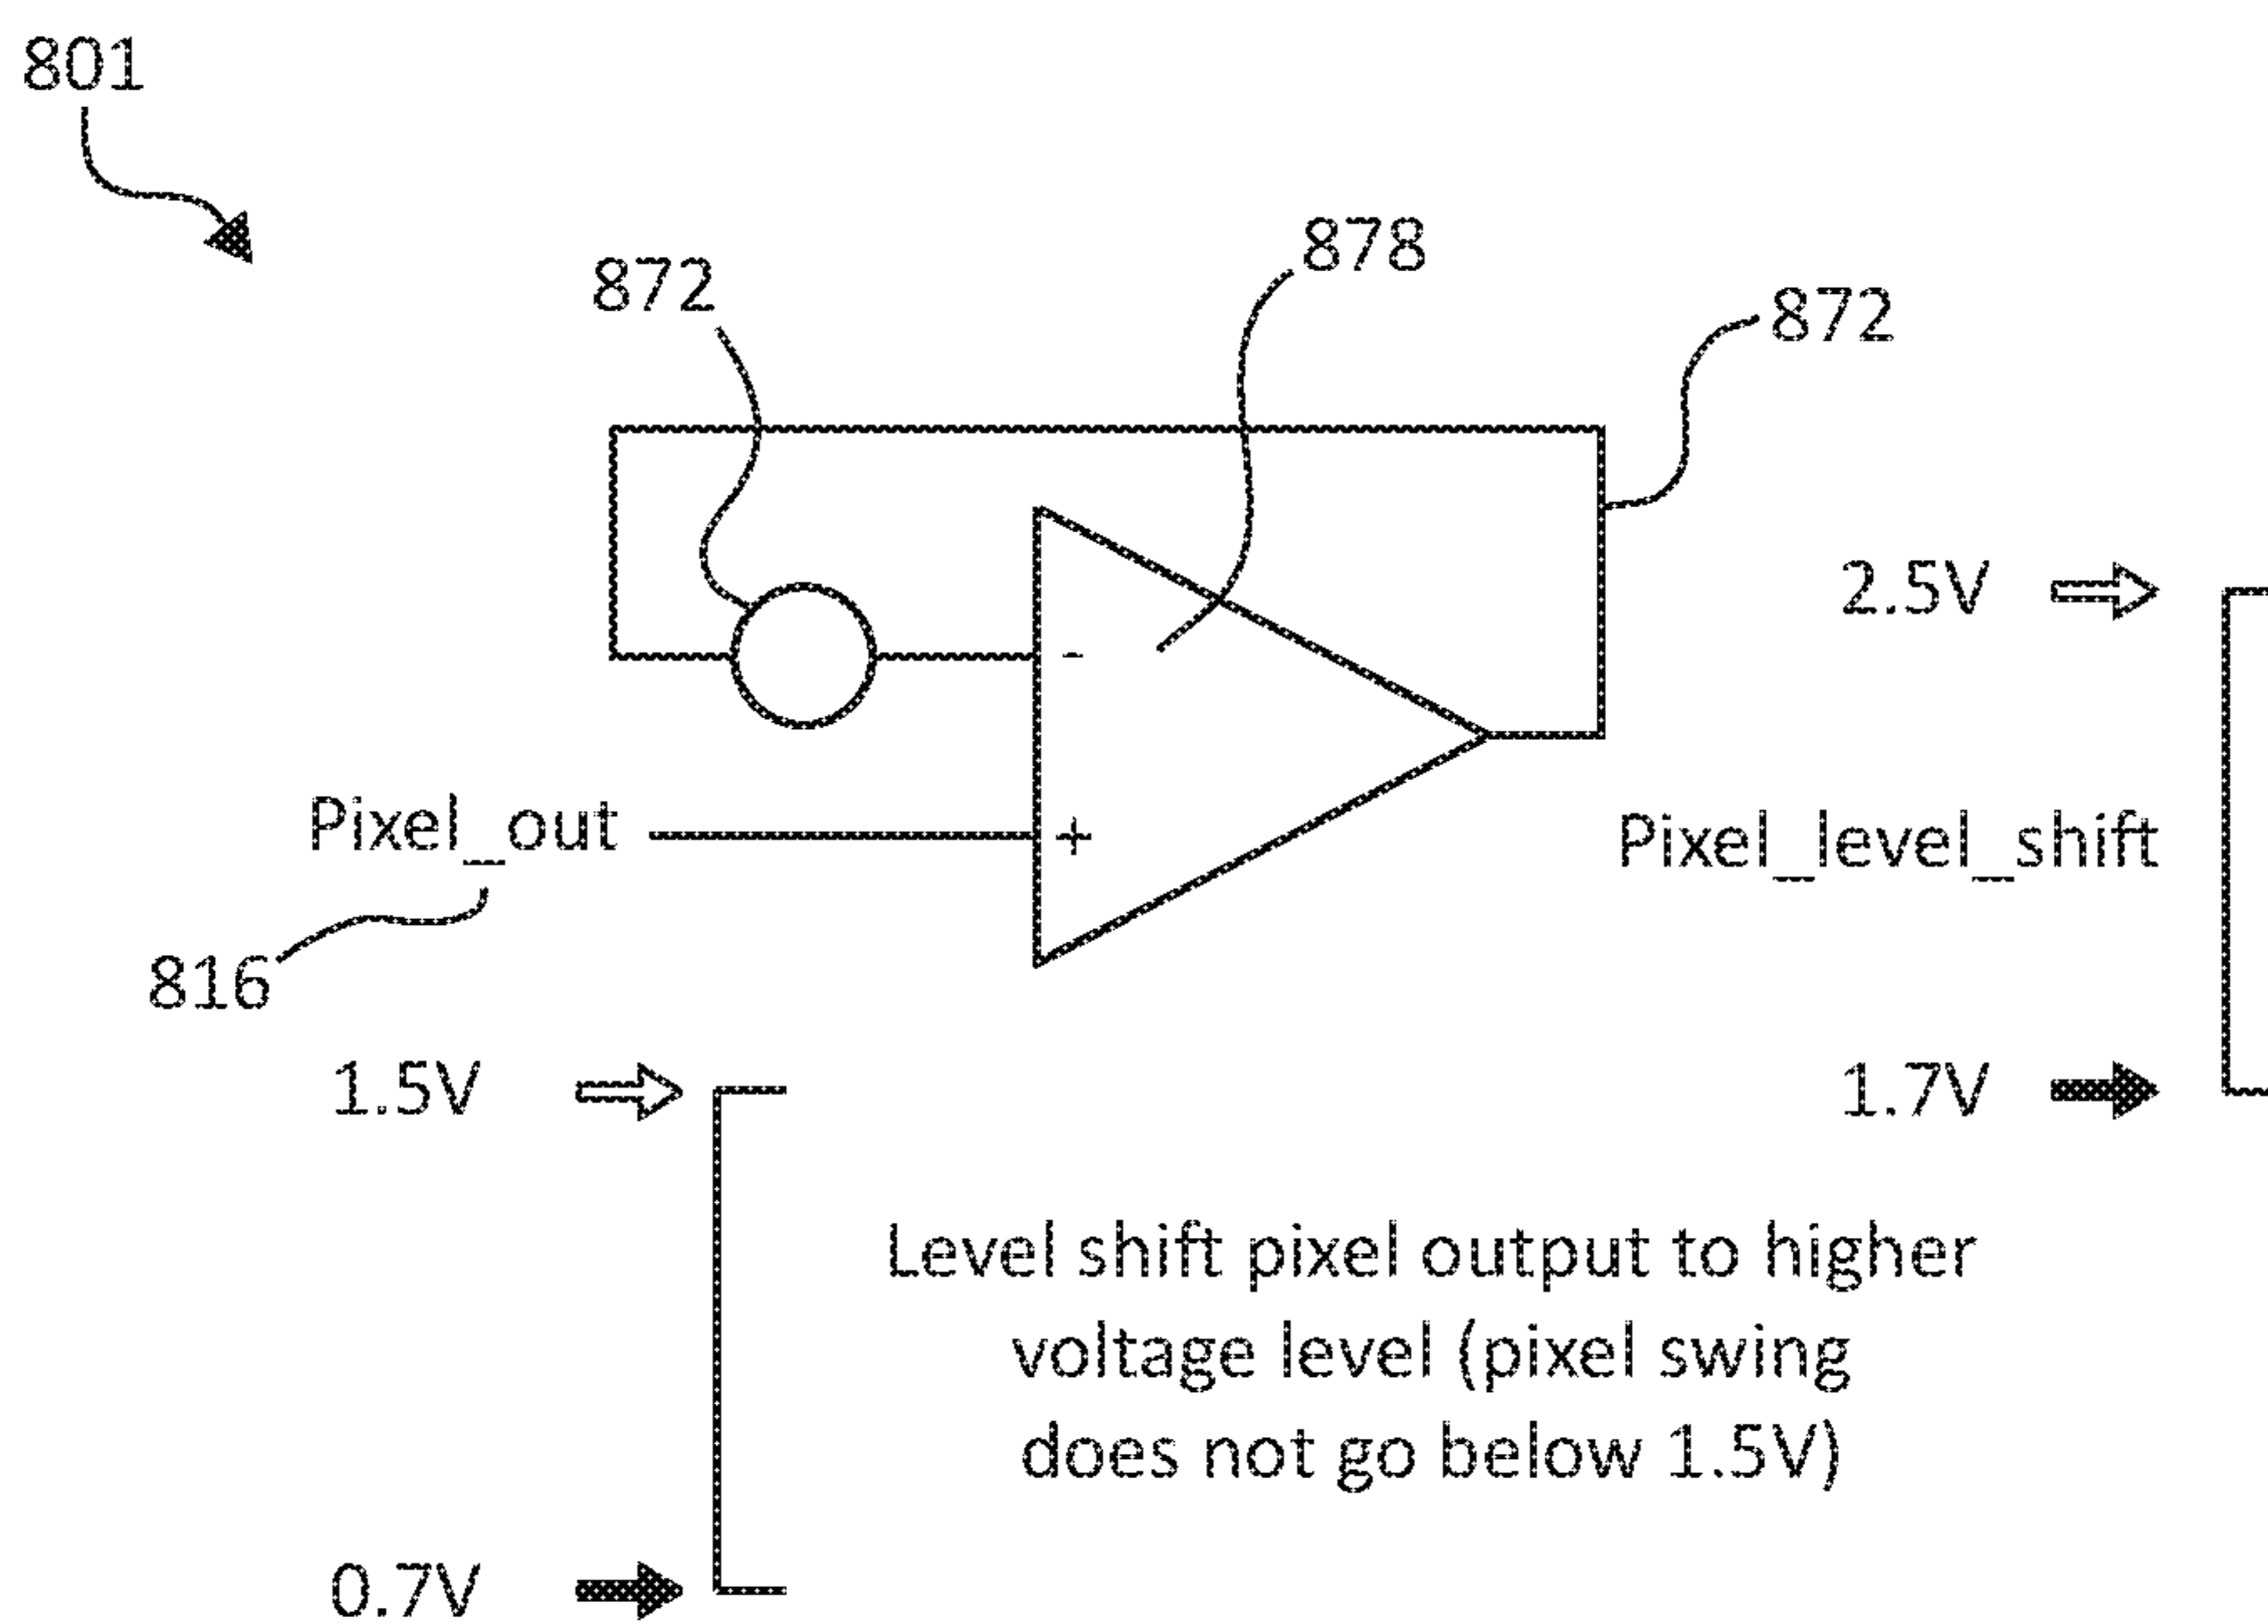 801
872
878
872
2.5V
-
Pixel_out
+
Pixel_level_shift
816
1.5V
1.7V
Level shift pixel output to higher
voltage level (pixel swing
does not go below 1.5V)
0.7V